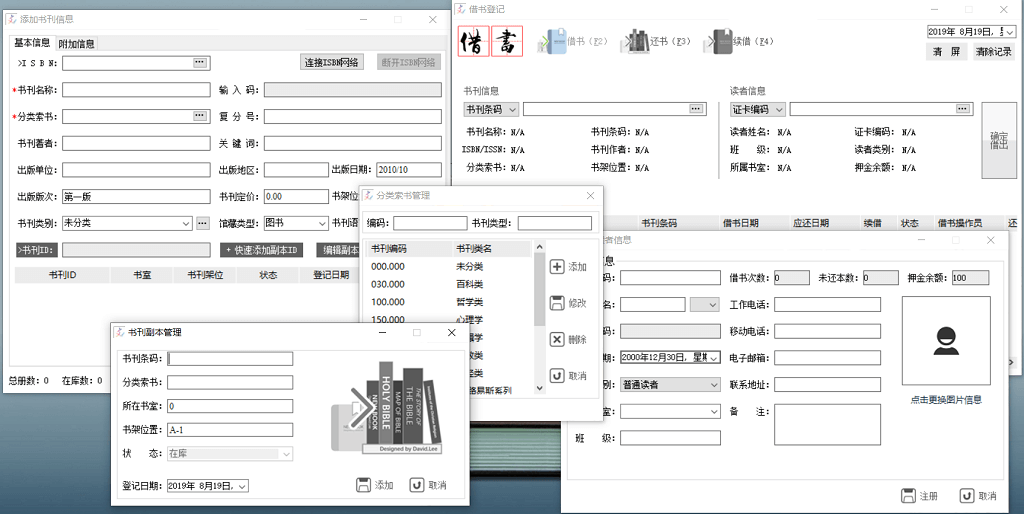 添加书刊信息
基本信息 附加信息
>I S B N: 连接ISBN网络 断开ISBN网络
*书刊名称: 输 入 码:
*分类索书: 复 分 号:
书刊著者: 关 键 词:
出版单位: 出版地区: 出版日期: 2010/10
出版版次: 第一版 书刊定价: 0.00 书架位
书刊类别: 未分类 馆藏类型: 图书 书刊语
>书刊ID: + 快速添加副本ID 编辑副本
书刊ID 书室 书刊架位 状态 登记日期
总册数: 0 在库数: 0
借书登记
借書 借书 (F2) 还书 (F3) 续借 (F4)
2019年 8月19日,
清 屏 清除记录
书刊信息 读者信息
书刊条码 证卡编码
书刊名称: N/A 书刊条码: N/A 读者姓名: N/A 证卡编码: N/A
ISBN/ISSN: N/A 书刊作者: N/A 班 级: N/A 读者类别: N/A
分类索书: N/A 书架位置: N/A 所属书室: N/A 押金余额: N/A
确定借出
书刊条码 借书日期 应还日期 续借 状态 借书操作员 还
分类索书管理
编码: 书刊类型:
书刊编码 书刊类名
000.000 未分类
030.000 百科类
100.000 哲学类
150.000 心理学
添加
修改
删除
取消
者信息
息
码: 借书次数: 0 未还本数: 0 押金余额: 100
名: 工作电话:
码: 移动电话:
期: 2000年12月30日, 星期 电子邮箱:
别: 普通读者 联系地址:
室: 备 注:
班 级:
点击更换图片信息
注册 取消
书刊副本管理
书刊条码:
分类索书:
所在书室: 0
书架位置: A-1
状 态: 在库
登记日期: 2019年 8月19日,
HOLY BIBLE
MAP OF BIBLE
THE STORY OF THE BIBLE
Designed by David.Lee
添加 取消